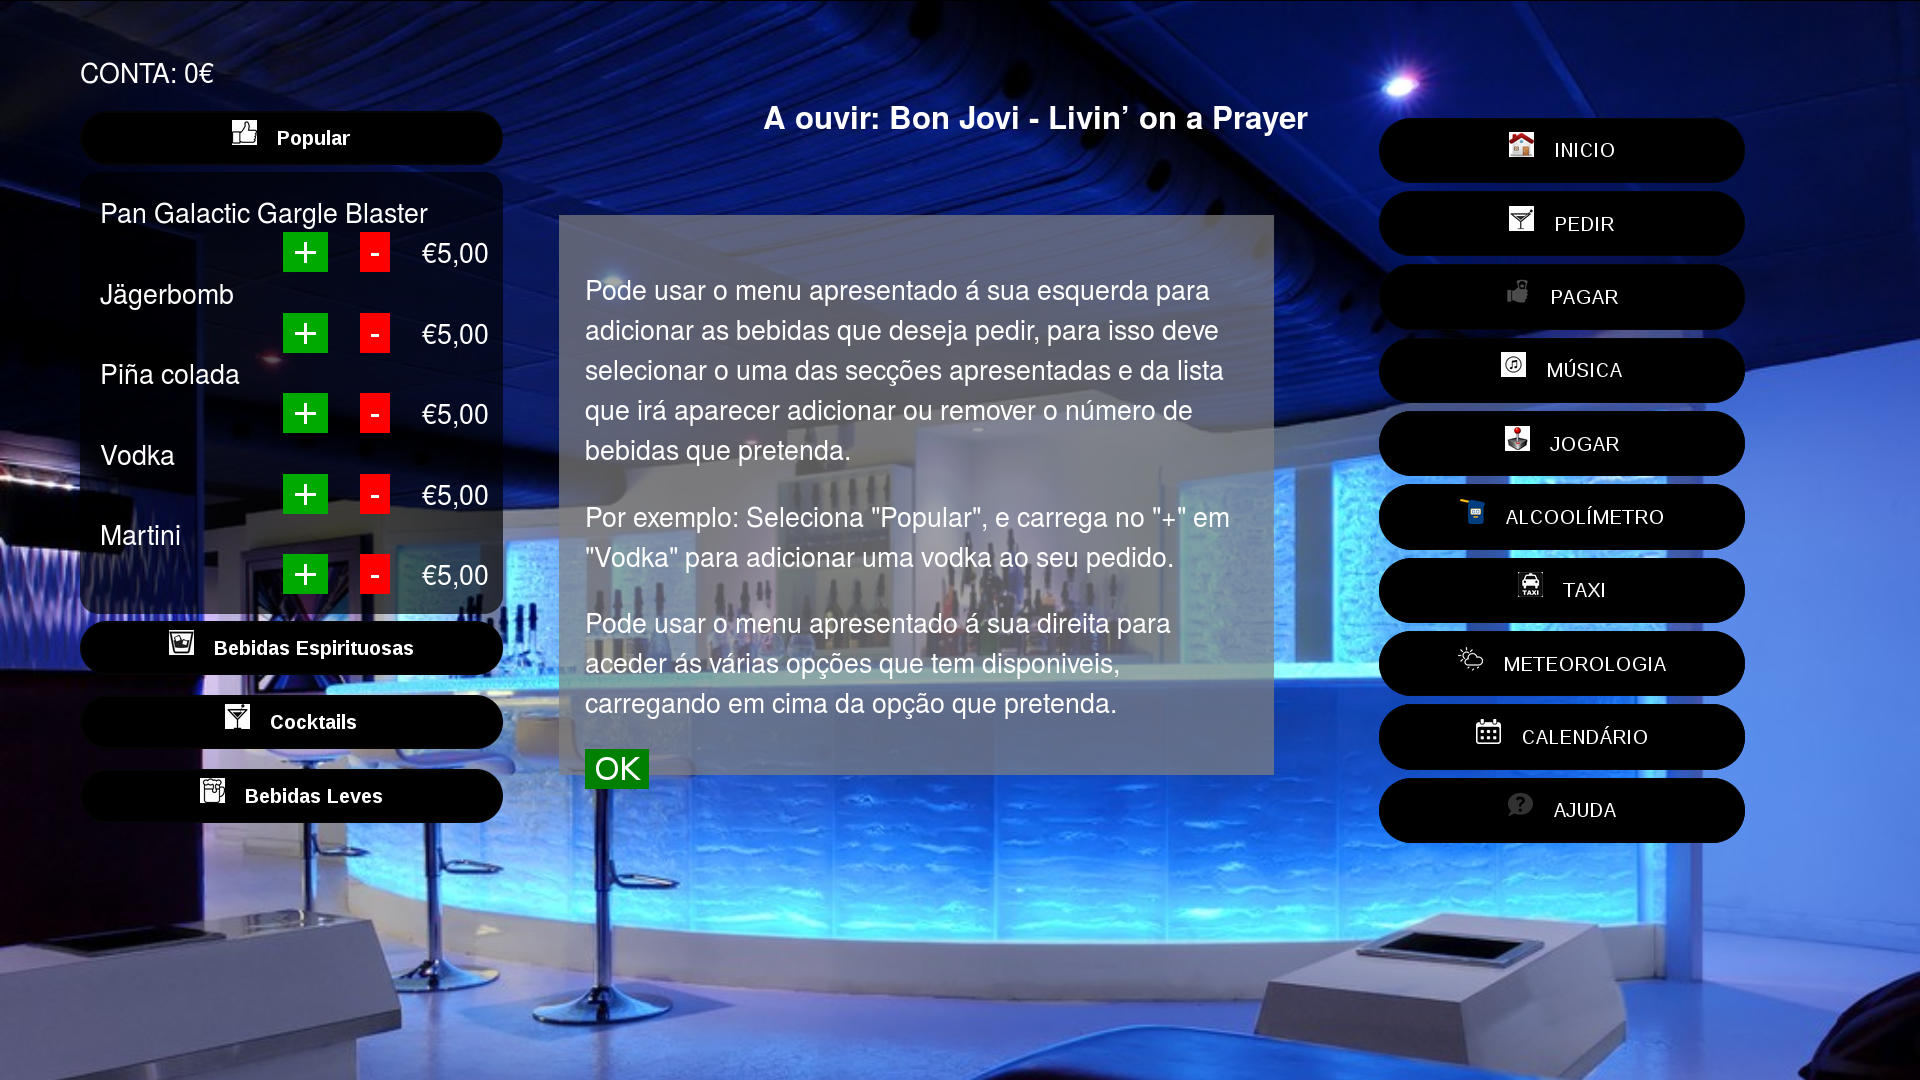 CONTA: 0€
Popular
Pan Galactic Gargle Blaster
+ - €5,00
Jägerbomb
+ - €5,00
Piña colada
+ - €5,00
Vodka
+ - €5,00
Martini
+ - €5,00
Bebidas Espirituosas
Cocktails
Bebidas Leves
A ouvir: Bon Jovi - Livin’ on a Prayer
Pode usar o menu apresentado á sua esquerda para
adicionar as bebidas que deseja pedir, para isso deve
selecionar o uma das secções apresentadas e da lista
que irá aparecer adicionar ou remover o número de
bebidas que pretenda.
Por exemplo: Seleciona "Popular", e carrega no "+" em
"Vodka" para adicionar uma vodka ao seu pedido.
Pode usar o menu apresentado á sua direita para
aceder ás várias opções que tem disponiveis,
carregando em cima da opção que pretenda.
OK
INICIO
PEDIR
PAGAR
MÚSICA
JOGAR
ALCOOLÍMETRO
TAXI
TAXI
METEOROLOGIA
CALENDÁRIO
? AJUDA